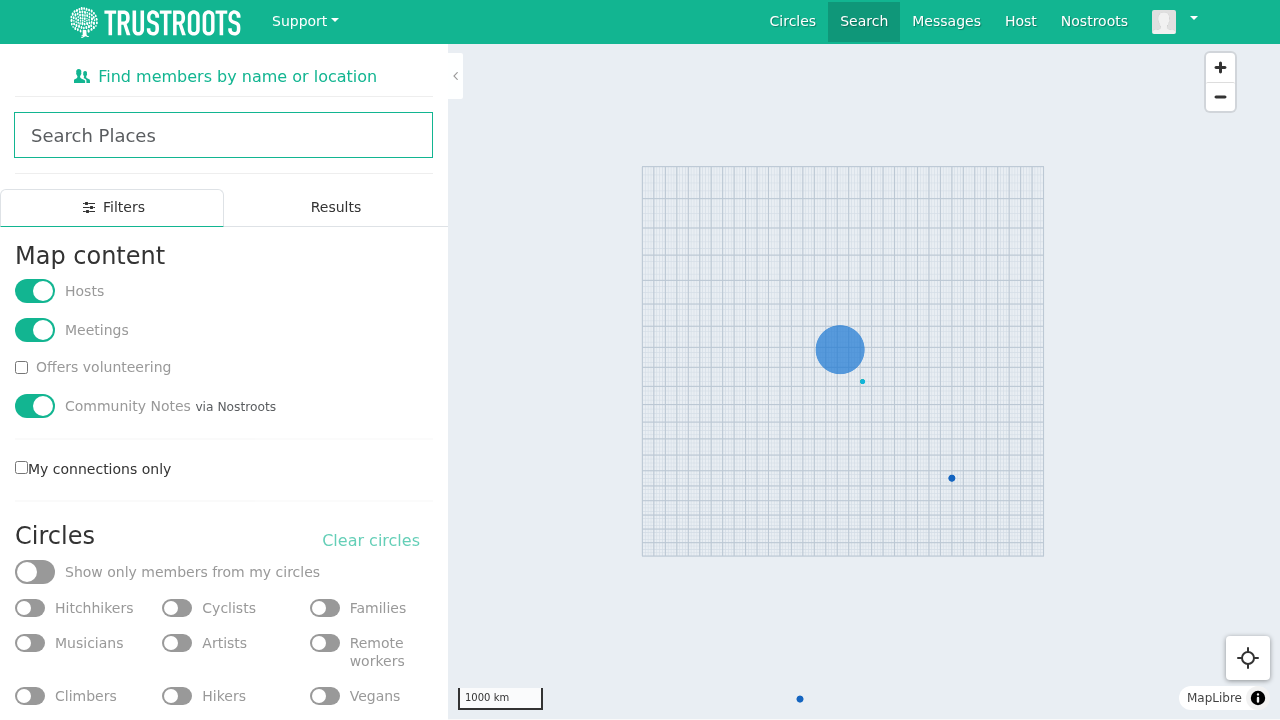 TRUSTROOTS
Support
Circles
Search
Messages
Host
Nostroots
Find members by name or location
Search Places
Filters
Results
Map content
Hosts
Meetings
Offers volunteering
Community Notes via Nostroots
My connections only
Circles
Clear circles
Show only members from my circles
Hitchhikers
Cyclists
Families
Musicians
Artists
Remote
workers
Climbers
Hikers
Vegans
1000 km
MapLibre